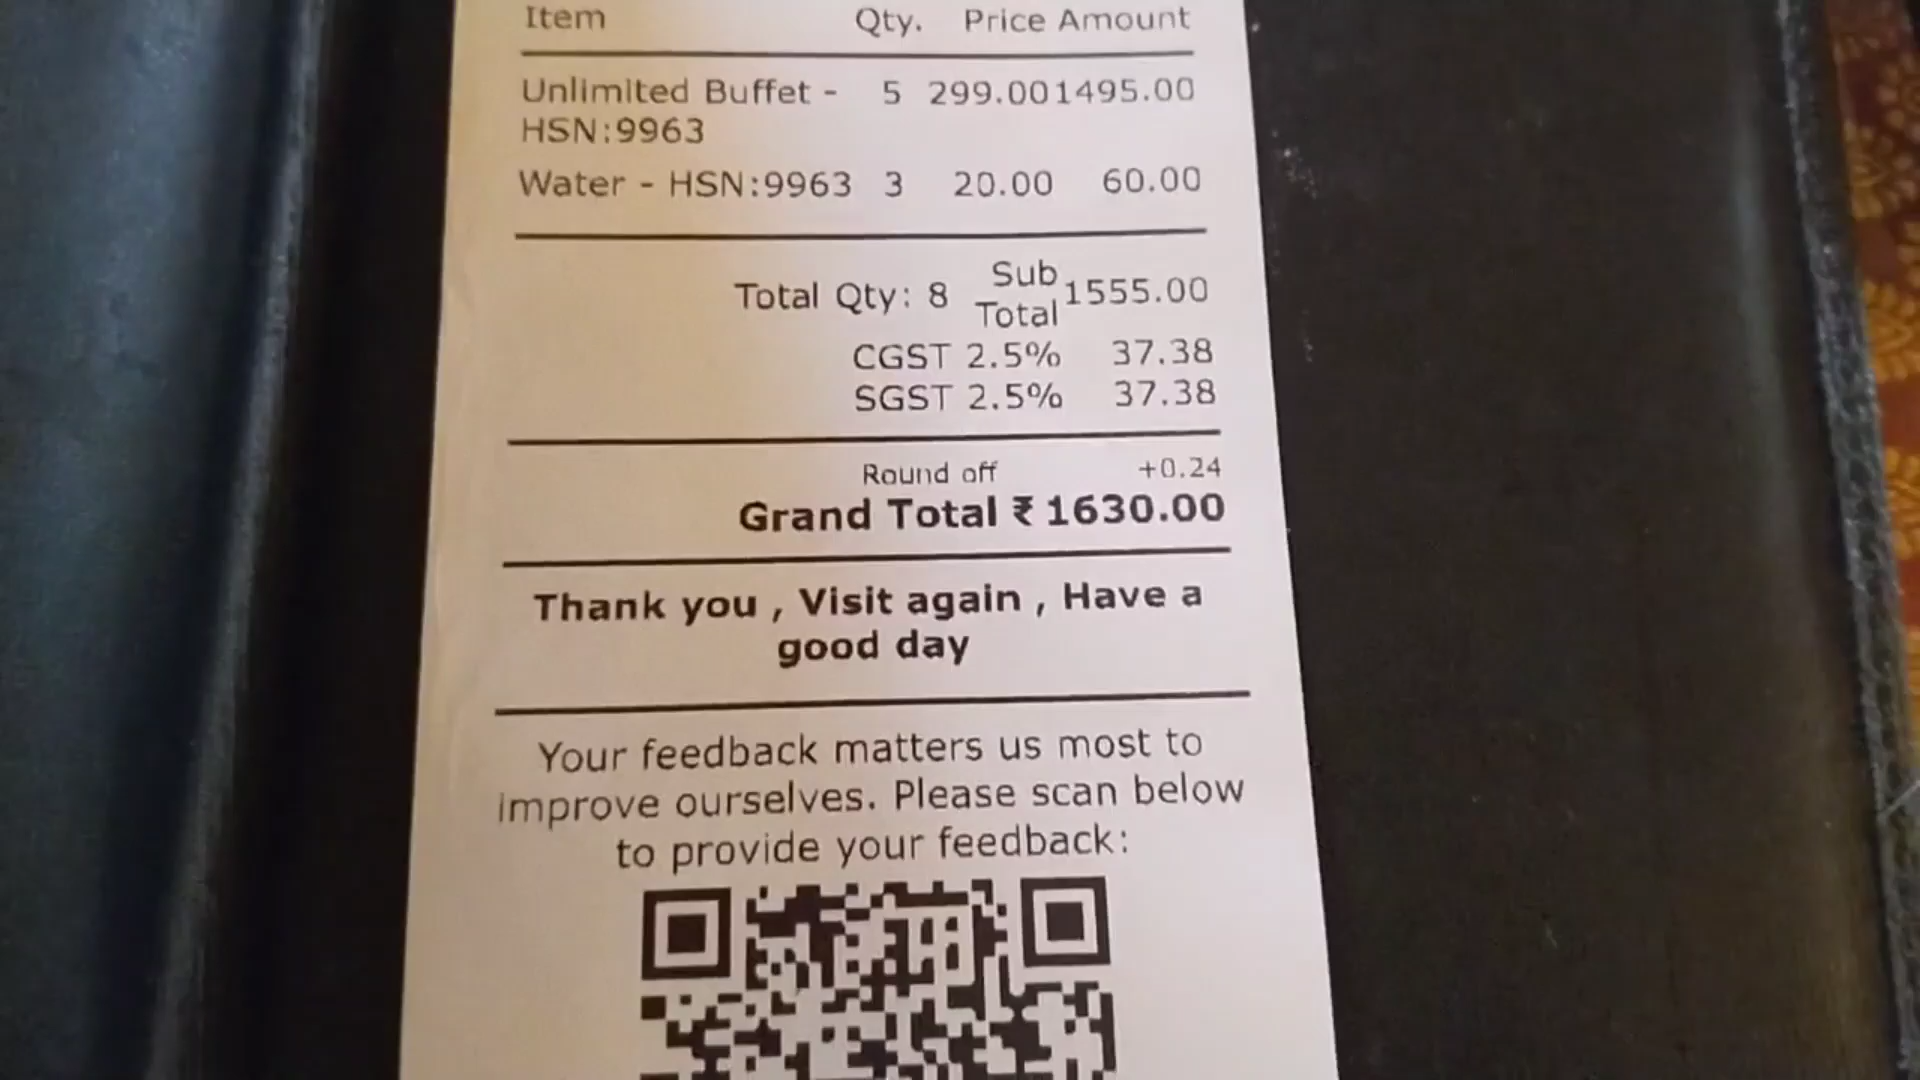 Item Qty. Price Amount
Unlimited Buffet - 5 299.00 1495.00
HSN:9963
Water - HSN:9963 3 20.00 60.00
Total Qty: 8 Sub Total 1555.00
CGST 2.5% 37.38
SGST 2.5% 37.38
Round off +0.24
Grand Total ₹ 1630.00
Thank you , Visit again , Have a
good day
Your feedback matters us most to
improve ourselves. Please scan below
to provide your feedback: